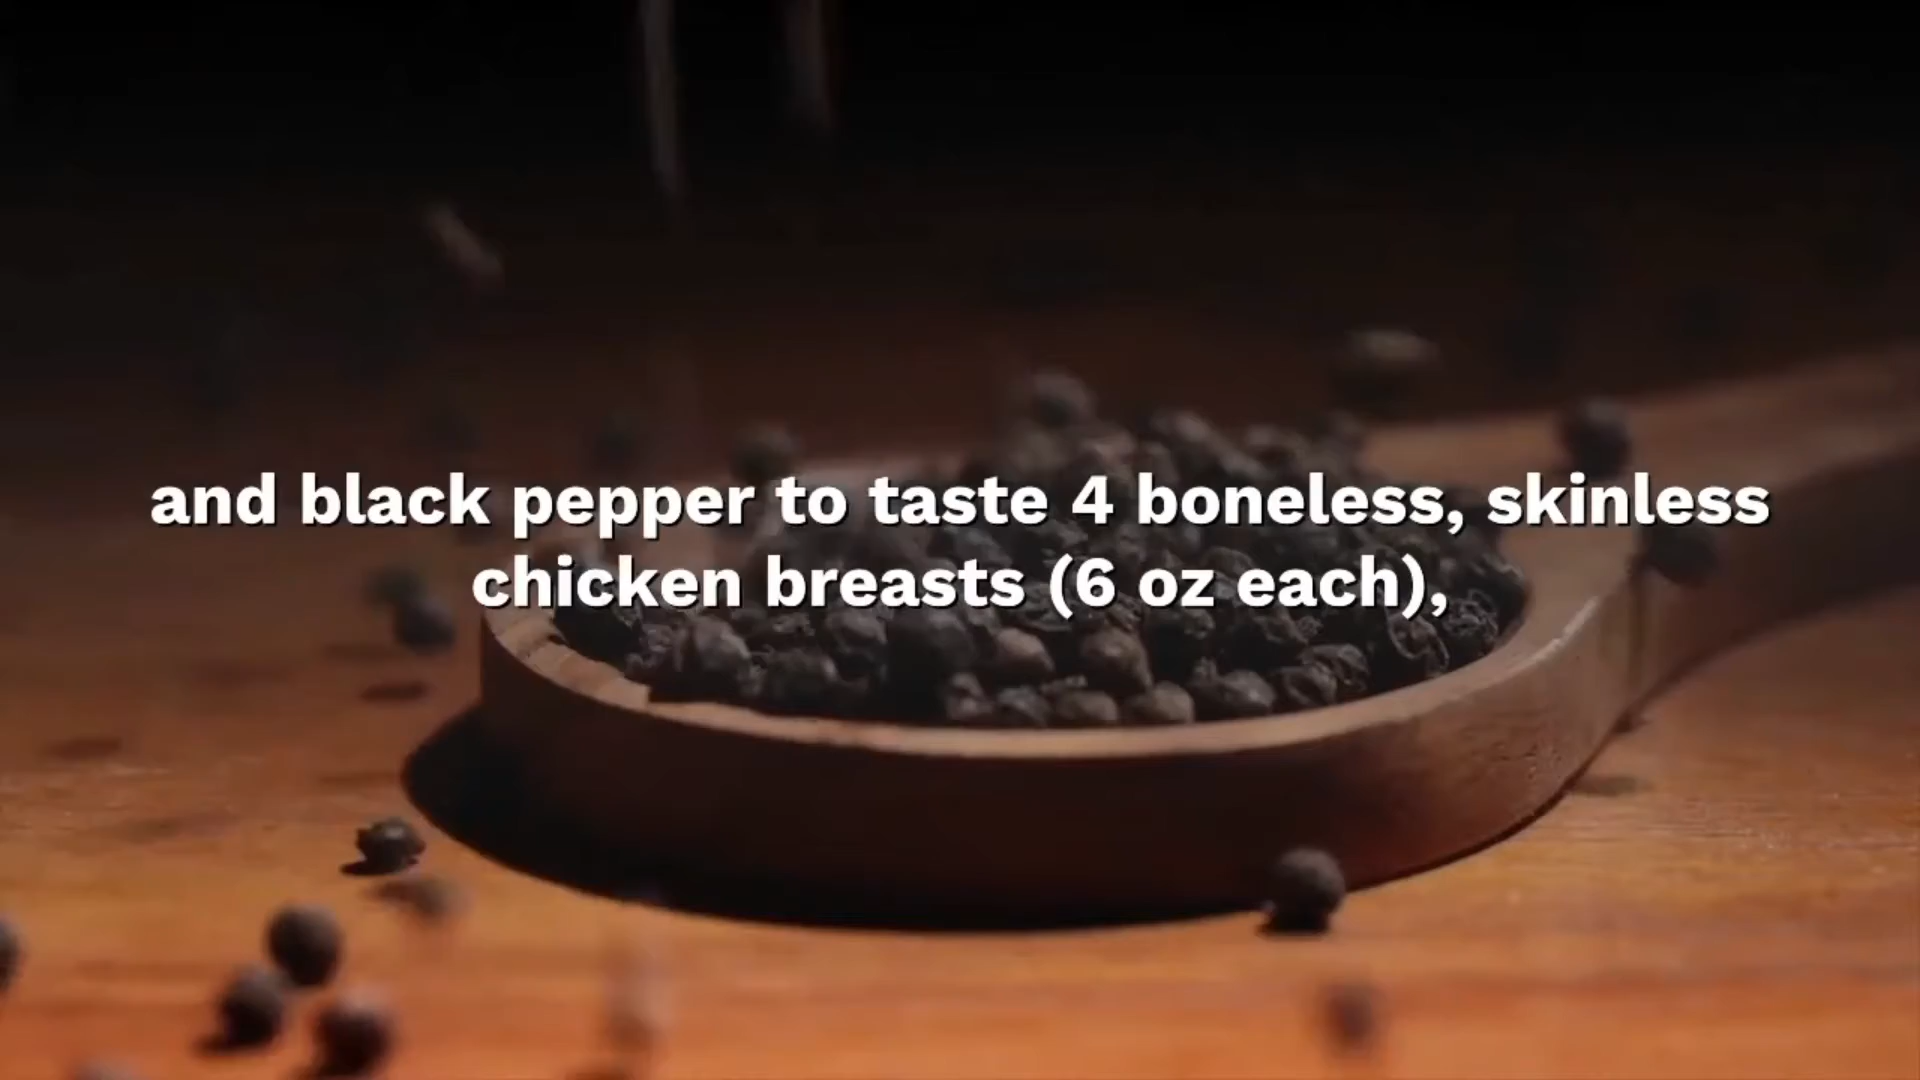 and black pepper to taste 4 boneless, skinless
chicken breasts (6 oz each),